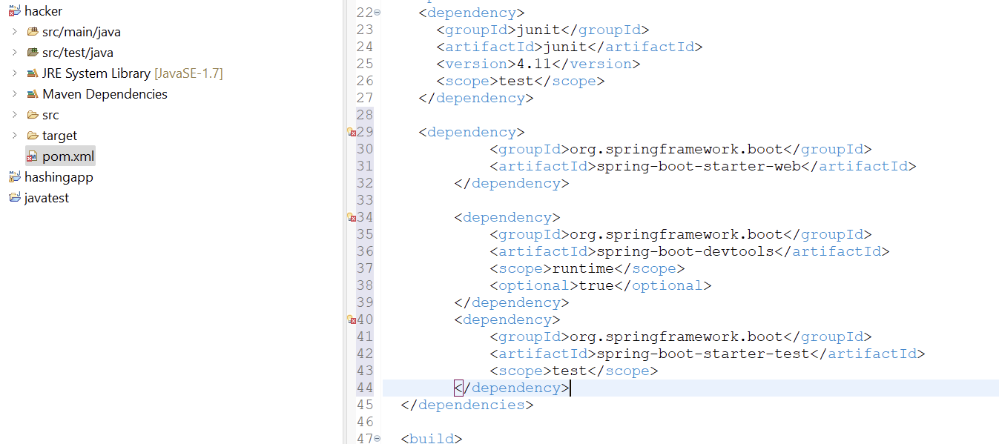 hacker
src/main/java
src/test/java
JRE System Library [JavaSE-1.7]
Maven Dependencies
src
target
pom.xml
hashingapp
javatest
22 <dependency>
23 <groupId>junit</groupId>
24 <artifactId>junit</artifactId>
25 <version>4.11</version>
26 <scope>test</scope>
27 </dependency>
28
29 <dependency>
30 <groupId>org.springframework.boot</groupId>
31 <artifactId>spring-boot-starter-web</artifactId>
32 </dependency>
33
34 <dependency>
35 <groupId>org.springframework.boot</groupId>
36 <artifactId>spring-boot-devtools</artifactId>
37 <scope>runtime</scope>
38 <optional>true</optional>
39 </dependency>
40 <dependency>
41 <groupId>org.springframework.boot</groupId>
42 <artifactId>spring-boot-starter-test</artifactId>
43 <scope>test</scope>
44 </dependency>
45 </dependencies>
46
47 <build>